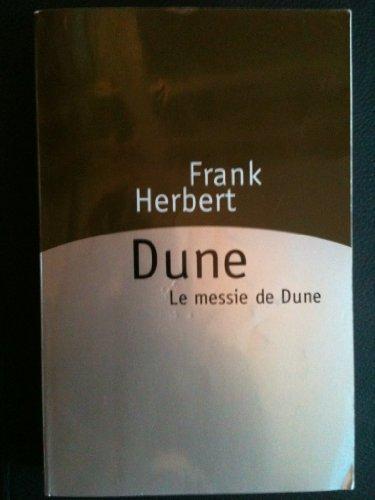 Frank
Herbert
Dune
Le messie de Dune